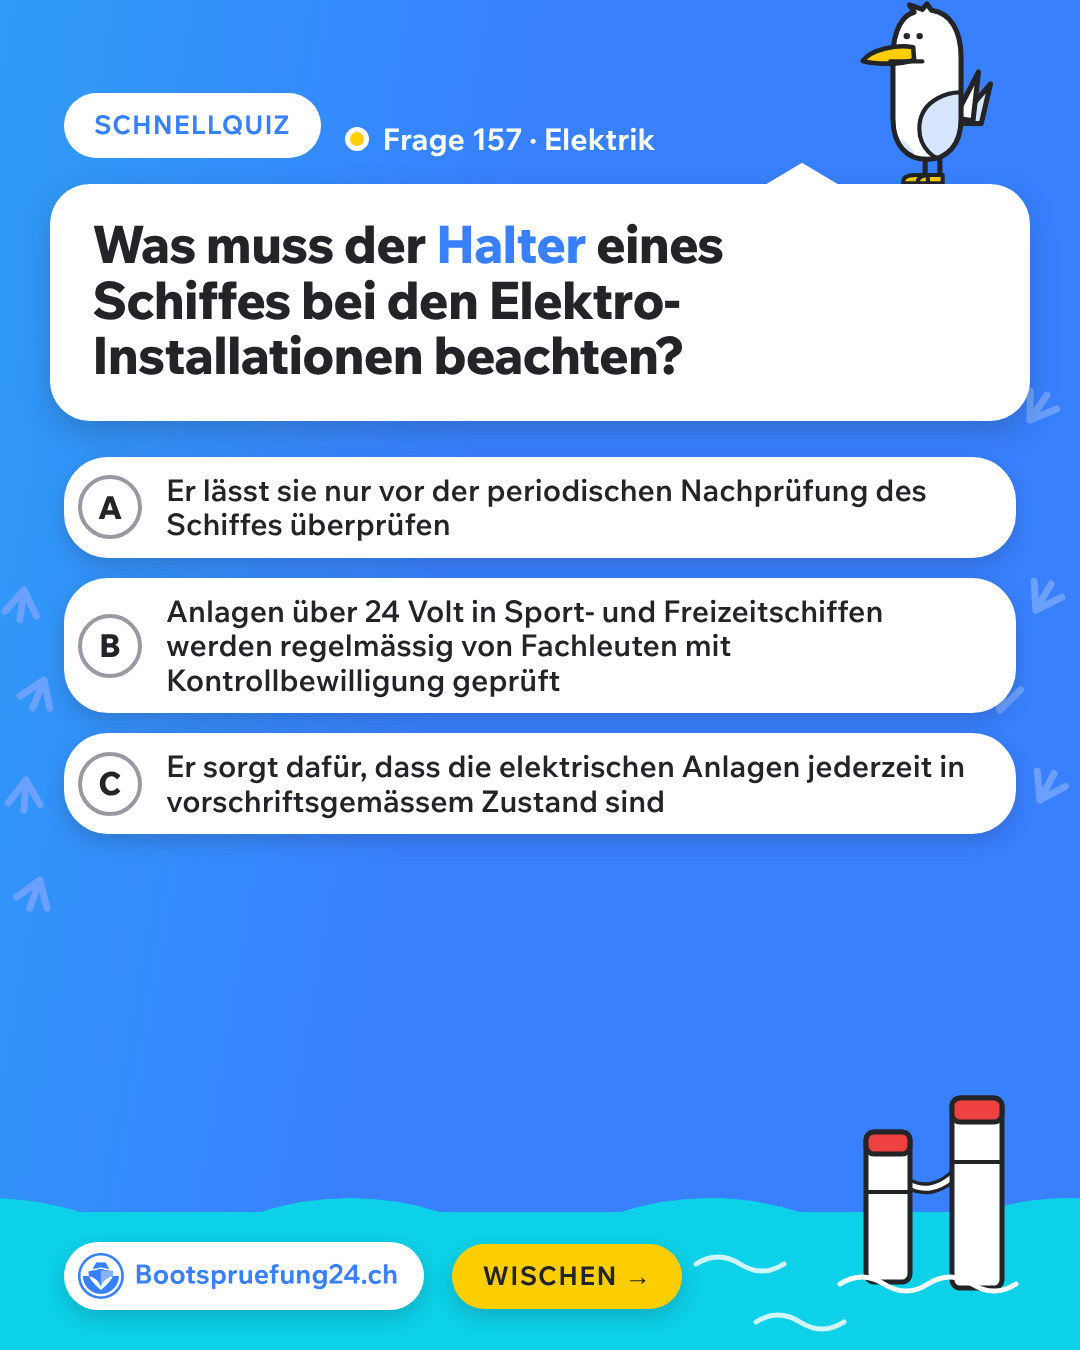 SCHNELLQUIZ
Frage 157 · Elektrik
Was muss der Halter eines
Schiffes bei den Elektro-
Installationen beachten?
A
Er lässt sie nur vor der periodischen Nachprüfung des
Schiffes überprüfen
B
Anlagen über 24 Volt in Sport- und Freizeitschiffen
werden regelmässig von Fachleuten mit
Kontrollbewilligung geprüft
C
Er sorgt dafür, dass die elektrischen Anlagen jederzeit in
vorschriftsgemässem Zustand sind
Bootspruefung24.ch
WISCHEN →